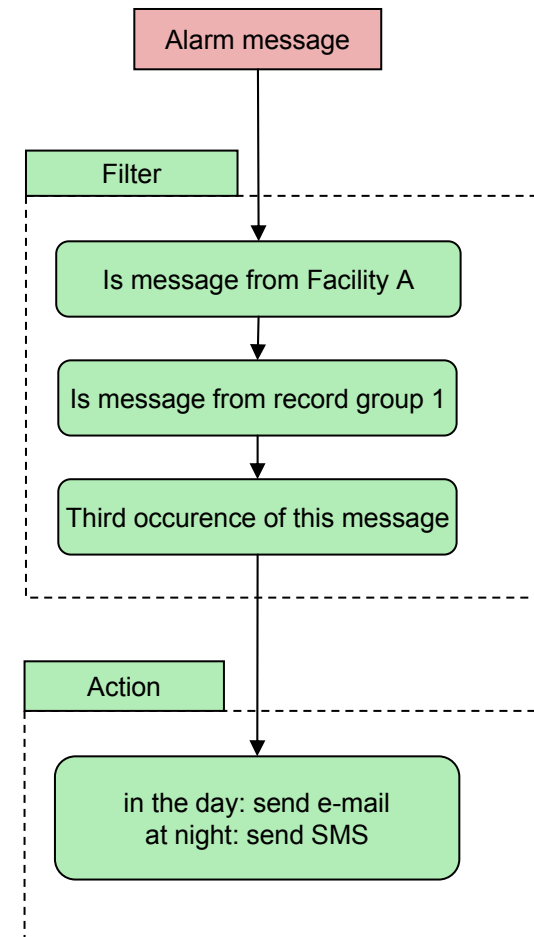 Alarm message
Filter
Is message from Facility A
Is message from record group 1
Third occurence of this message
Action
in the day: send e-mail
at night: send SMS